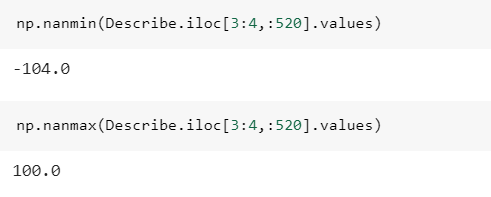 np.nanmin(Describe.iloc[3:4,:520].values)
-104.0
np.nanmax(Describe.iloc[3:4,:520].values)
100.0